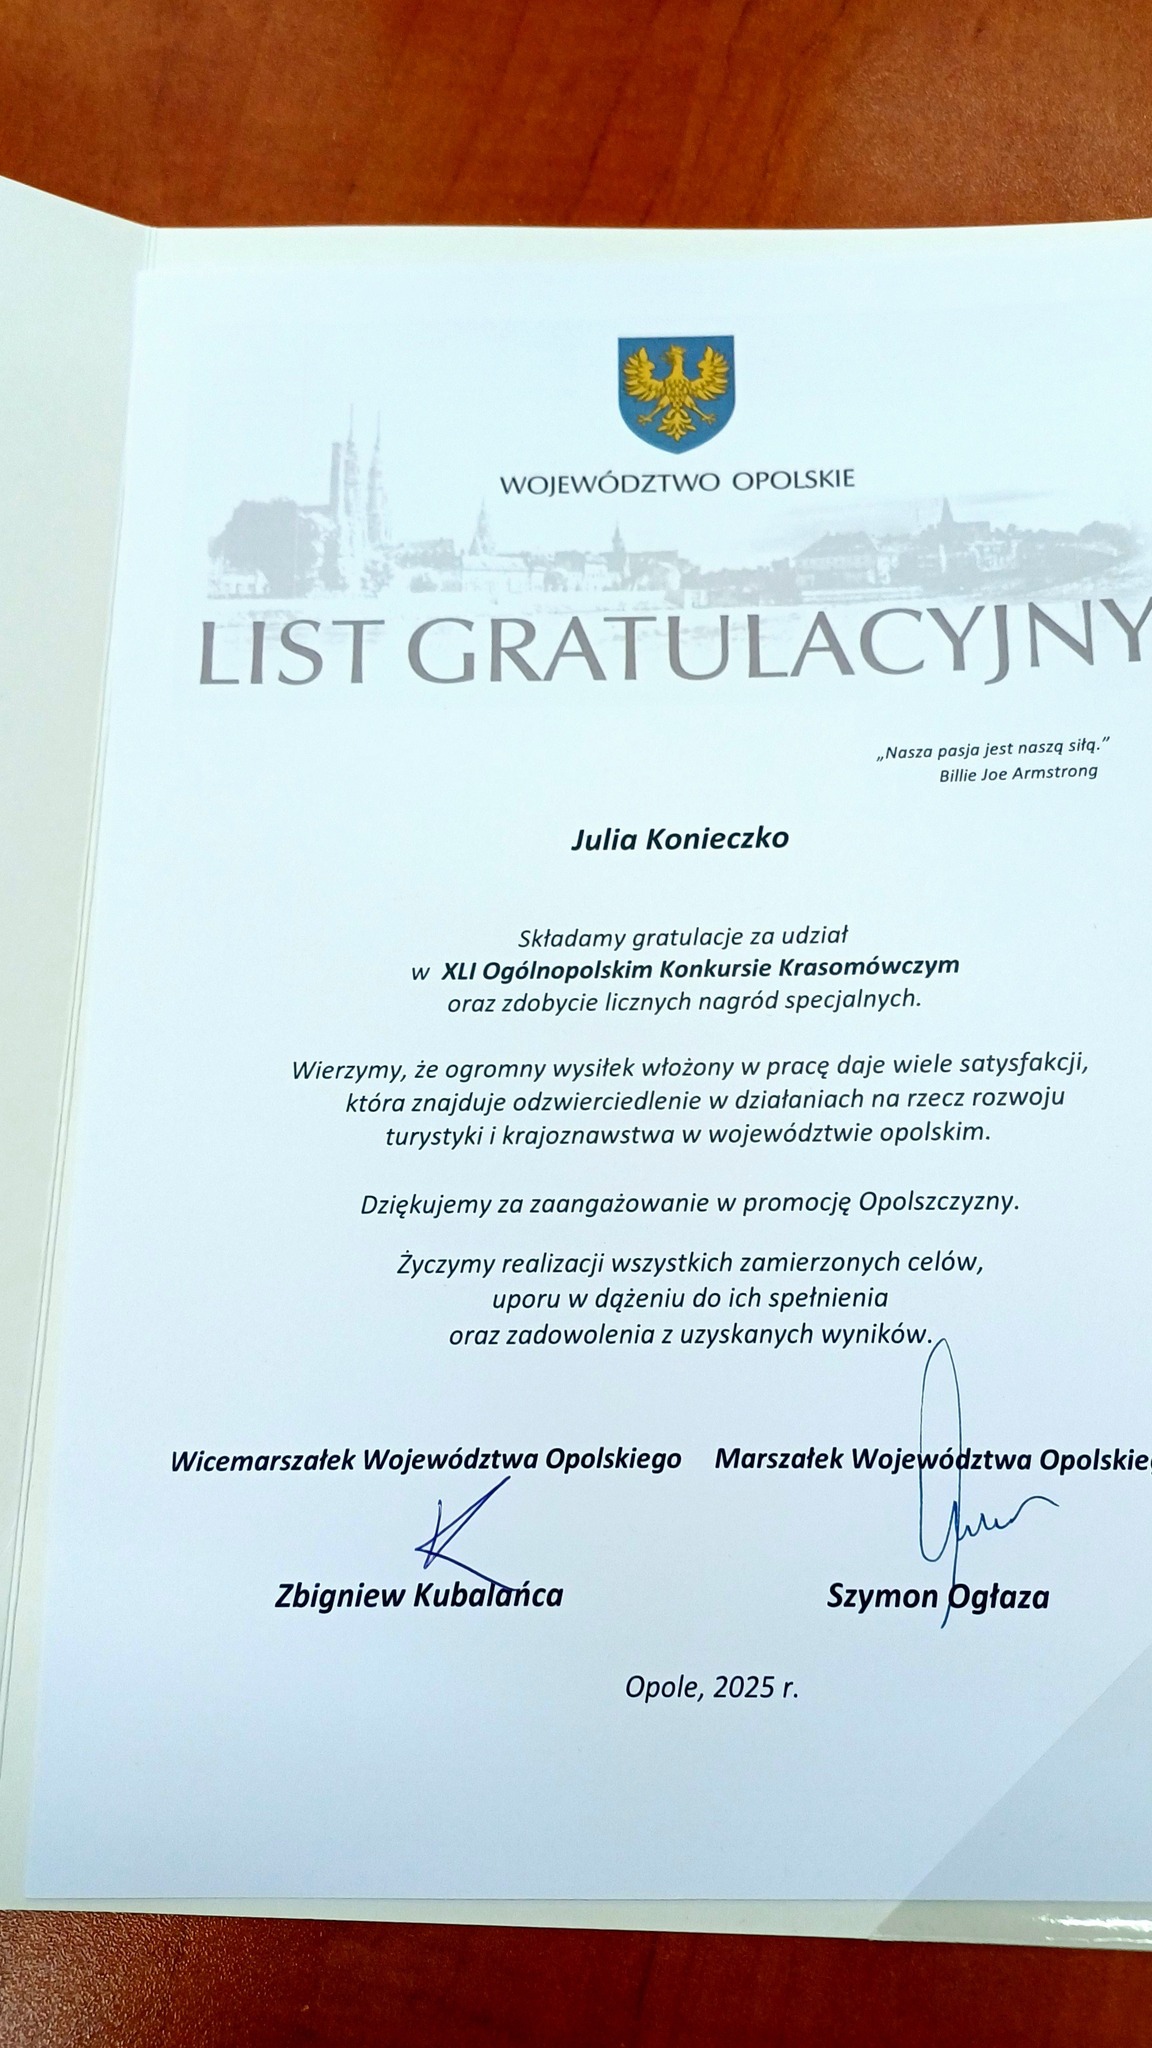 WOJEWÓDZTWO OPOLSKIE
LIST GRATULACYJNY
„Nasza pasja jest naszą siłą.”
Billie Joe Armstrong
Julia Konieczko
Składamy gratulacje za udział
w XLI Ogólnopolskim Konkursie Krasomówczym
oraz zdobycie licznych nagród specjalnych.
Wierzymy, że ogromny wysiłek włożony w pracę daje wiele satysfakcji,
która znajduje odzwierciedlenie w działaniach na rzecz rozwoju
turystyki i krajoznawstwa w województwie opolskim.
Dziękujemy za zaangażowanie w promocję Opolszczyzny.
Życzymy realizacji wszystkich zamierzonych celów,
uporu w dążeniu do ich spełnienia
oraz zadowolenia z uzyskanych wyników.
Wicemarszałek Województwa Opolskiego Marszałek Województwa Opolskieg
Zbigniew Kubalańca Szymon Ogłaza
Opole, 2025 r.